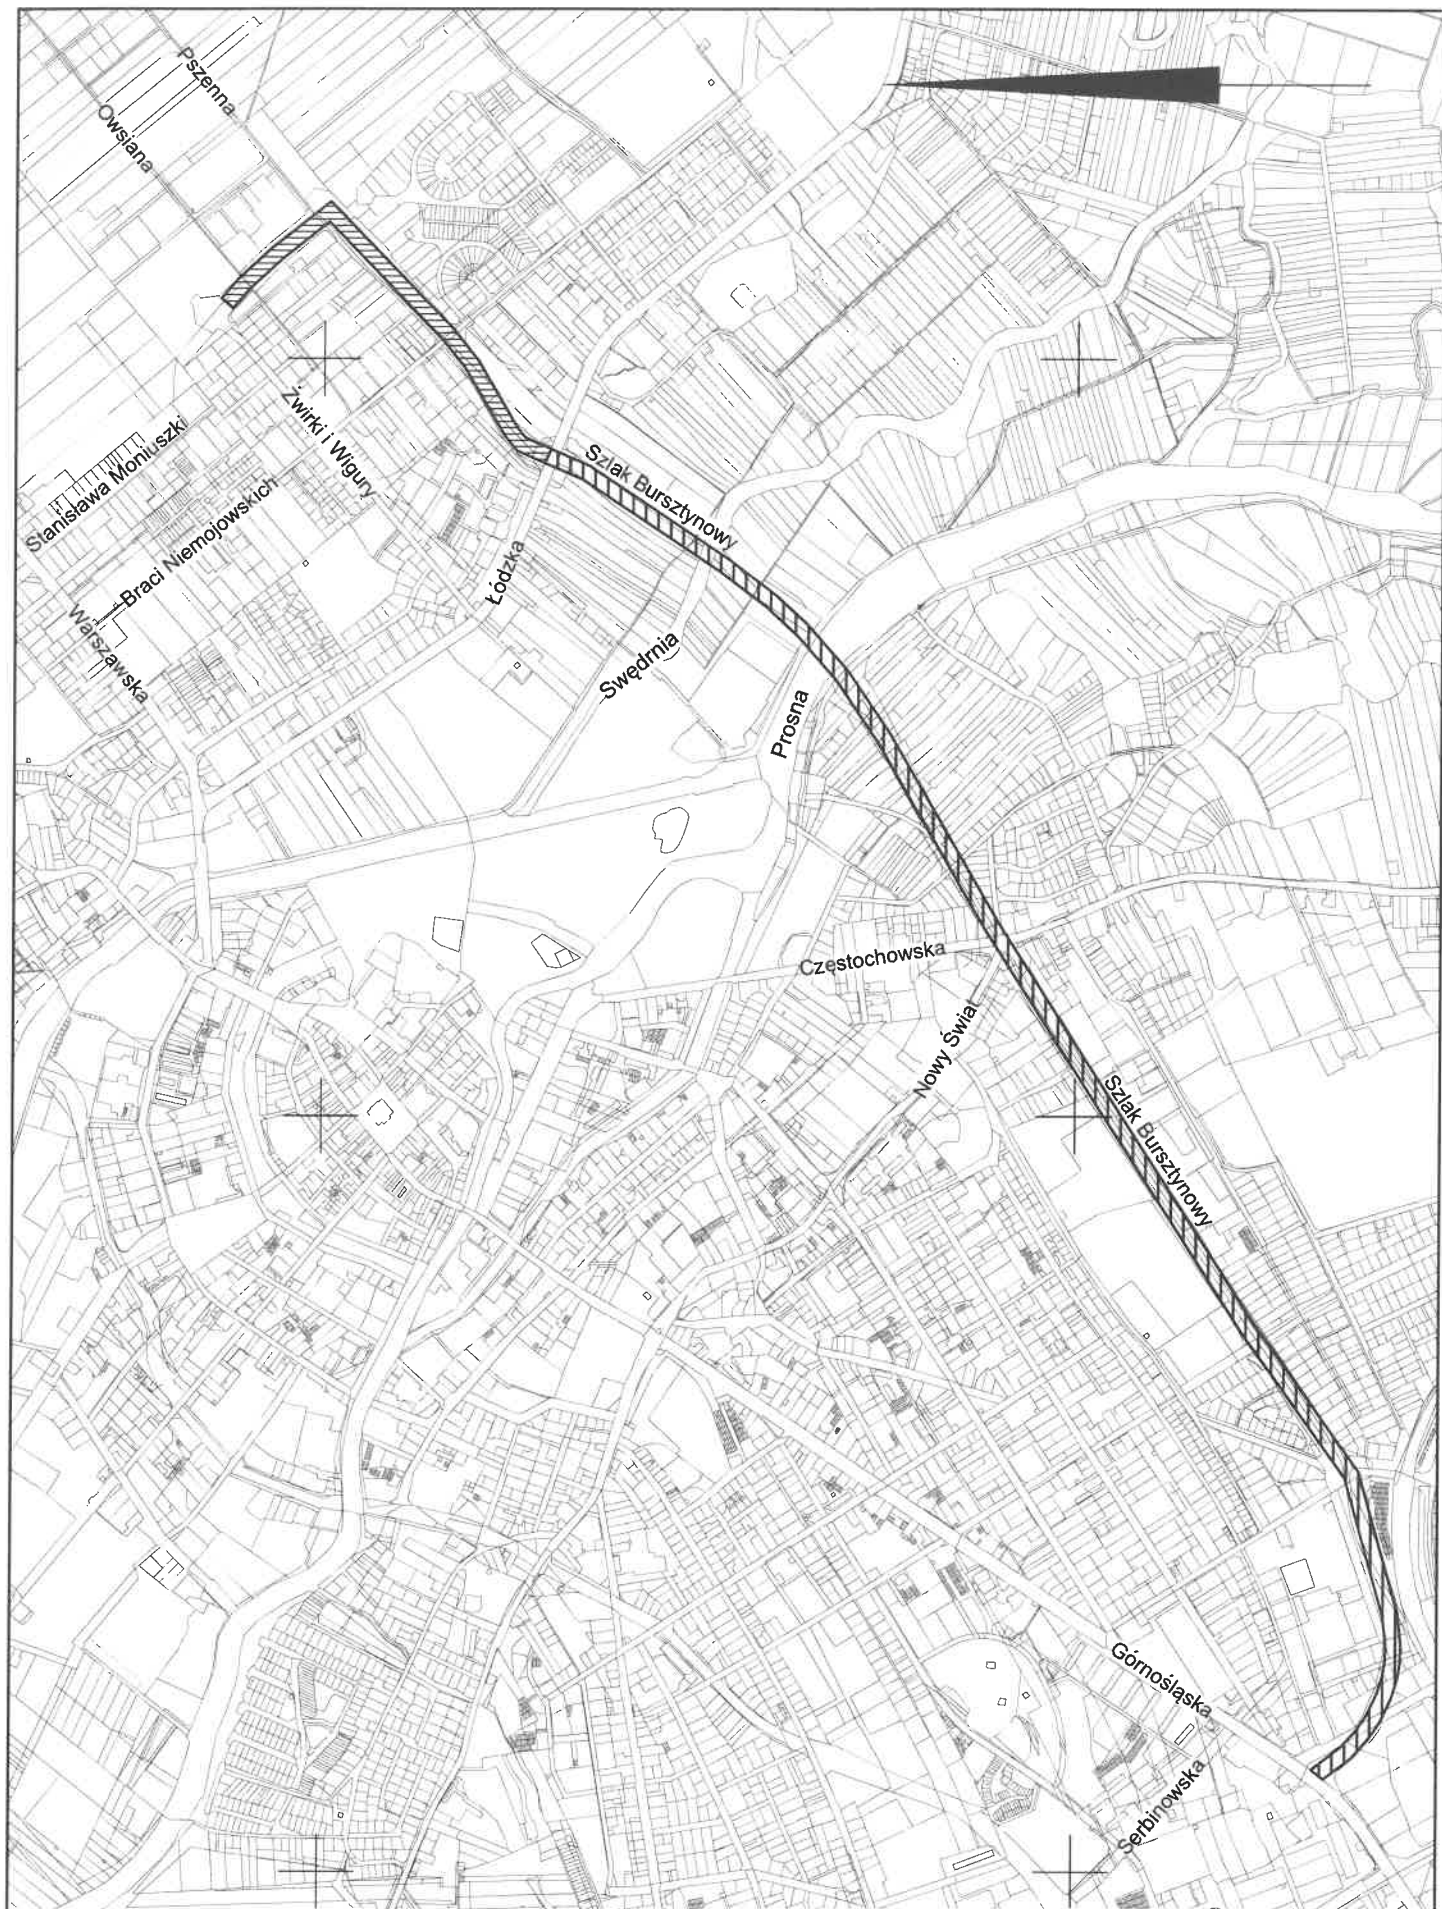 Pszenna
Owsiana
Stanisława Moniuszki
Żwirki i Wigury
Braci Niemojowskich
Warszawska
Łódzka
Szlak Bursztynowy
Swędrnia
Prosna
Częstochowska
Nowy Świat
Szlak Bursztynowy
Górnośląska
Serbinowska